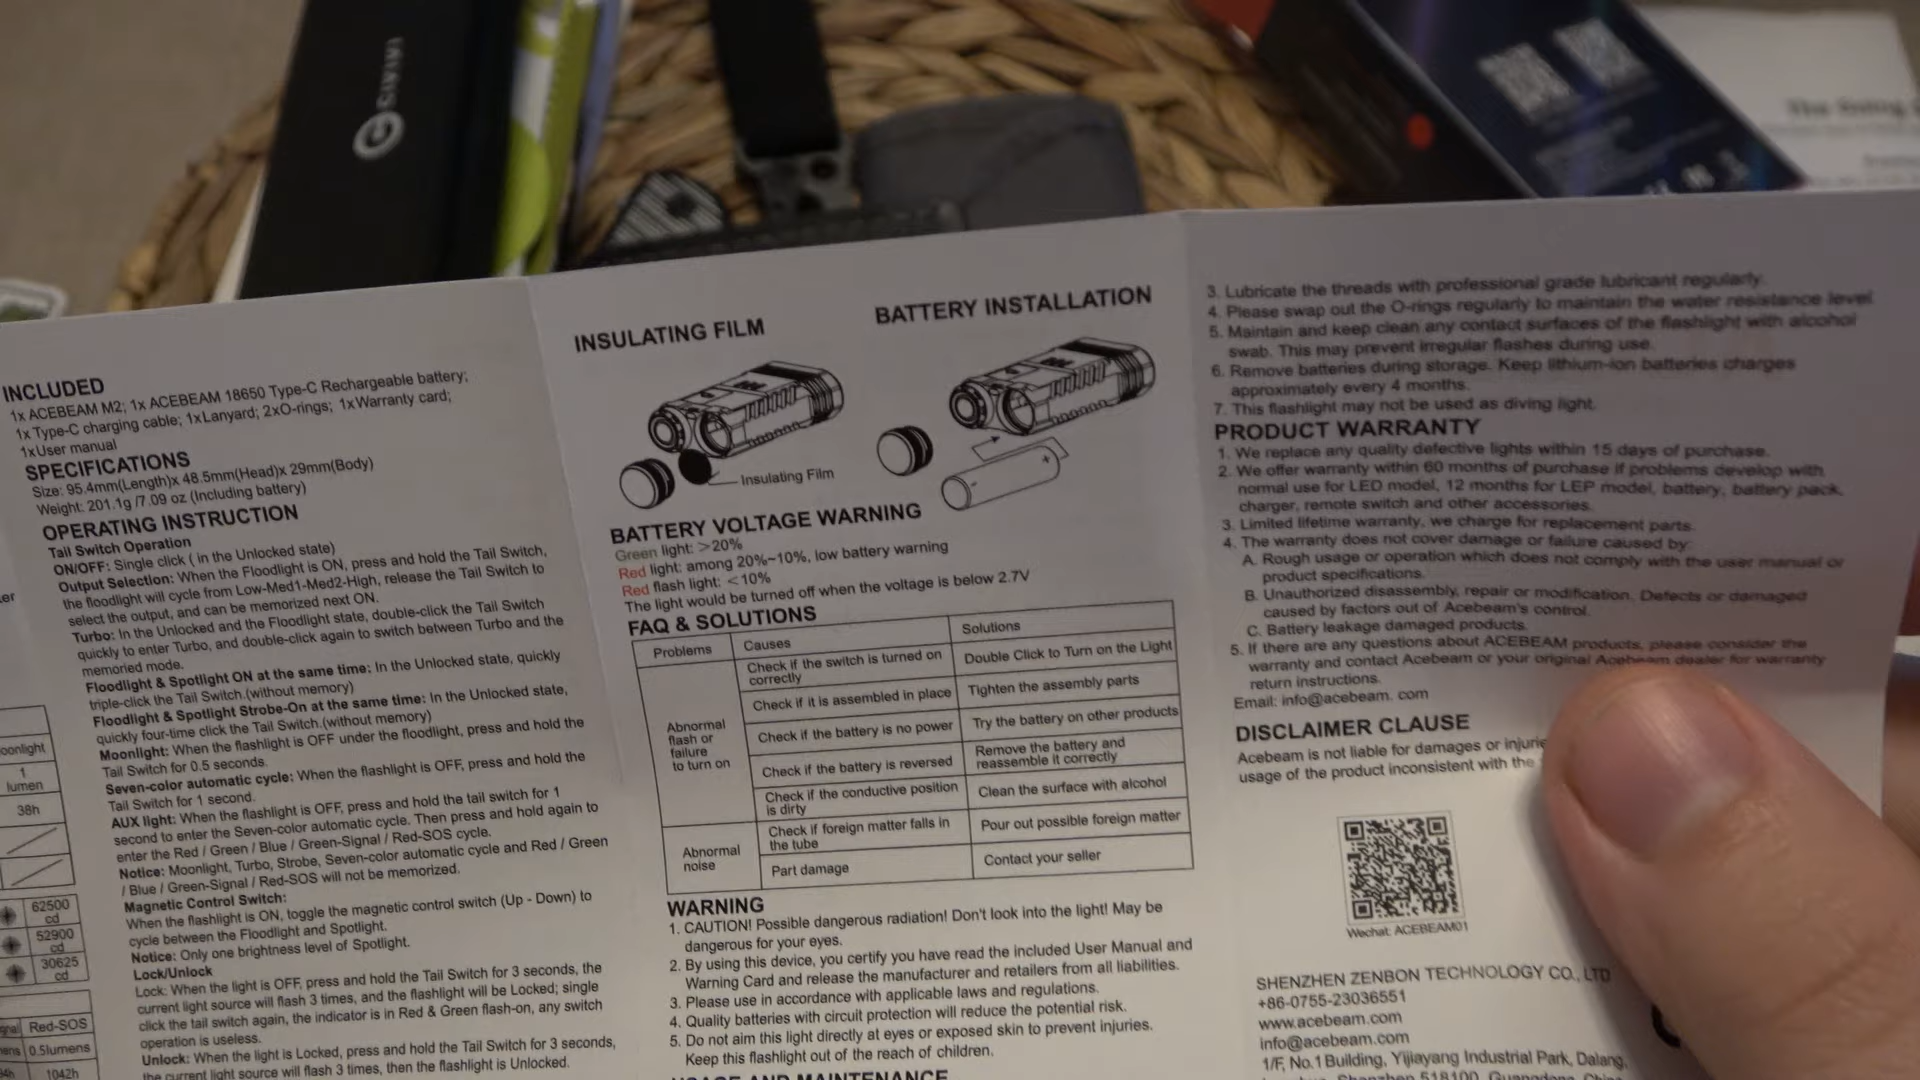 CIVIVI
INCLUDED
1x ACEBEAM M2; 1x ACEBEAM 18650 Type-C Rechargeable battery;
1x Type-C charging cable; 1xLanyard; 2xO-rings; 1xWarranty card;
1xUser manual
SPECIFICATIONS
Size: 95.4mm(Length)x 48.5mm(Head)x 29mm(Body)
Weight: 201.1g /7.09 oz (Including battery)
OPERATING INSTRUCTION
Tail Switch Operation
ON/OFF: Single click ( in the Unlocked state)
Output Selection: When the Floodlight is ON, press and hold the Tail Switch,
the floodlight will cycle from Low-Med1-Med2-High, release the Tail Switch to
select the output, and can be memorized next ON.
Turbo: In the Unlocked and the Floodlight state, double-click the Tail Switch
quickly to enter Turbo, and double-click again to switch between Turbo and the
memoried mode.
Floodlight & Spotlight ON at the same time: In the Unlocked state, quickly
triple-click the Tail Switch.(without memory)
Floodlight & Spotlight Strobe-On at the same time: In the Unlocked state,
quickly four-time click the Tail Switch.(without memory)
Moonlight: When the flashlight is OFF under the floodlight, press and hold the
Tail Switch for 0.5 seconds.
Seven-color automatic cycle: When the flashlight is OFF, press and hold the
Tail Switch for 1 second.
AUX light: When the flashlight is OFF, press and hold the tail switch for 1
second to enter the Seven-color automatic cycle. Then press and hold again to
enter the Red / Green / Blue / Green-Signal / Red-SOS cycle.
Notice: Moonlight, Turbo, Strobe, Seven-color automatic cycle and Red / Green
/ Blue / Green-Signal / Red-SOS will not be memorized.
Magnetic Control Switch:
When the flashlight is ON, toggle the magnetic control switch (Up - Down) to
cycle between the Floodlight and Spotlight.
Notice: Only one brightness level of Spotlight.
Lock/Unlock
Lock: When the light is OFF, press and hold the Tail Switch for 3 seconds, the
current light source will flash 3 times, and the flashlight will be Locked; single
click the tail switch again, the indicator is in Red & Green flash-on, any switch
operation is useless.
Unlock: When the light is Locked, press and hold the Tail Switch for 3 seconds,
the current light source will flash 3 times, then the flashlight is Unlocked.
oonlight
1
lumen
38h
62500
cd
52900
cd
30625
cd
Red-SOS
0.5lumens
1042h
INSULATING FILM
BATTERY INSTALLATION
Insulating Film
BATTERY VOLTAGE WARNING
Green light: >20%
Red light: among 20%~10%, low battery warning
Red flash light: <10%
The light would be turned off when the voltage is below 2.7V
FAQ & SOLUTIONS
Problems Causes Solutions
Abnormal
flash or
failure
to turn on
Check if the switch is turned on
correctly
Double Click to Turn on the Light
Check if it is assembled in place
Tighten the assembly parts
Check if the battery is no power
Try the battery on other products
Check if the battery is reversed
Remove the battery and
reassemble it correctly
Check if the conductive position
is dirty
Clean the surface with alcohol
Abnormal
noise
Check if foreign matter falls in
the tube
Pour out possible foreign matter
Part damage
Contact your seller
WARNING
1. CAUTION! Possible dangerous radiation! Don't look into the light! May be
dangerous for your eyes.
2. By using this device, you certify you have read the included User Manual and
Warning Card and release the manufacturer and retailers from all liabilities.
3. Please use in accordance with applicable laws and regulations.
4. Quality batteries with circuit protection will reduce the potential risk.
5. Do not aim this light directly at eyes or exposed skin to prevent injuries.
Keep this flashlight out of the reach of children.
USAGE AND MAINTENANCE
3. Lubricate the threads with professional grade lubricant regularly.
4. Please swap out the O-rings regularly to maintain the water resistance level
5. Maintain and keep clean any contact surfaces of the flashlight with alcohol
swab. This may prevent irregular flashes during use.
6. Remove batteries during storage. Keep lithium-ion batteries charges
approximately every 4 months.
7. This flashlight may not be used as diving light.
PRODUCT WARRANTY
1. We replace any quality defective lights within 15 days of purchase.
2. We offer warranty within 60 months of purchase if problems develop with
normal use for LED model, 12 months for LEP model, battery, battery pack,
charger, remote switch and other accessories.
3. Limited lifetime warranty, we charge for replacement parts.
4. The warranty does not cover damage or failure caused by:
A. Rough usage or operation which does not comply with the user manual or
product specifications.
B. Unauthorized disassembly, repair or modification. Defects or damaged
caused by factors out of Acebeam's control.
C. Battery leakage damaged products.
5. If there are any questions about ACEBEAM products, please consider the
warranty and contact Acebeam or your original Acebeam dealer for warranty
return instructions.
Email: info@acebeam. com
DISCLAIMER CLAUSE
Acebeam is not liable for damages or injurie
usage of the product inconsistent with the
Wechat: ACEBEAM01
SHENZHEN ZENBON TECHNOLOGY CO., LTD
+86-0755-23036551
www.acebeam.com
info@acebeam.com
1/F, No.1 Building, Yijiayang Industrial Park, Dalang,
Shenzhen 518100, Guangdong, China